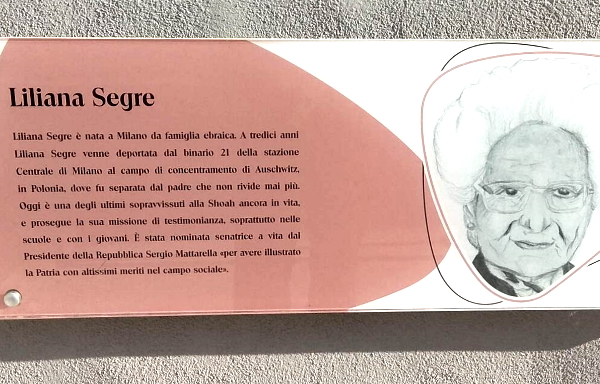 Liliana Segre
Liliana Segre è nata a Milano da famiglia ebraica. A tredici anni
Liliana Segre venne deportata dal binario 21 della stazione
Centrale di Milano al campo di concentramento di Auschwitz,
in Polonia, dove fu separata dal padre che non rivide mai più.
Oggi è una degli ultimi sopravvissuti alla Shoah ancora in vita,
e prosegue la sua missione di testimonianza, soprattutto nelle
scuole e con i giovani. È stata nominata senatrice a vita dal
Presidente della Repubblica Sergio Mattarella «per avere illustrato
la Patria con altissimi meriti nel campo sociale».